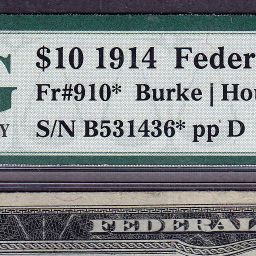 $10 1914 Feder
Fr#910* Burke | Hou
S/N B531436* pp D
G
Y
FEDERAL